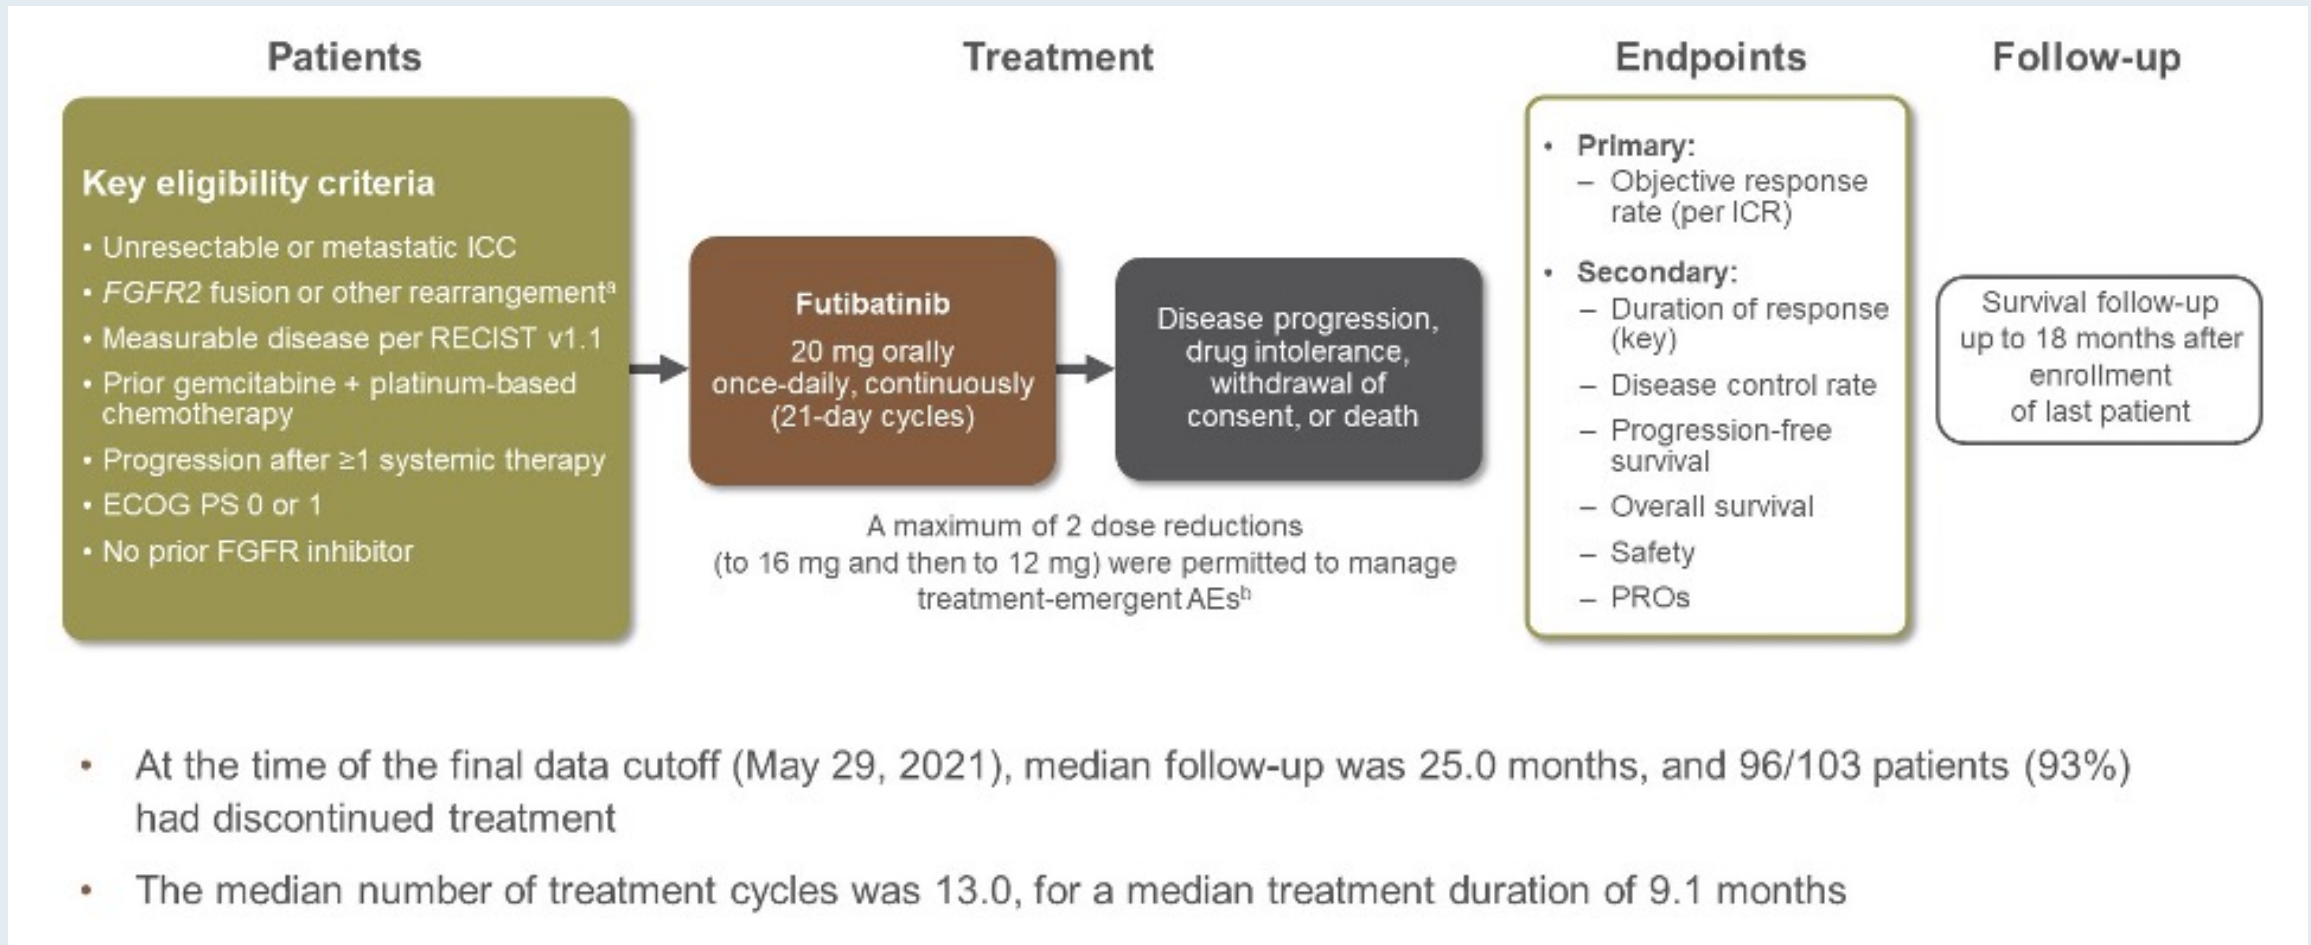 Patients
Treatment
Endpoints
Follow-up
Key eligibility criteria
• Unresectable or metastatic ICC
• FGFR2 fusion or other rearrangementᵃ
• Measurable disease per RECIST v1.1
• Prior gemcitabine + platinum-based
chemotherapy
• Progression after ≥1 systemic therapy
• ECOG PS 0 or 1
• No prior FGFR inhibitor
Futibatinib
20 mg orally
once-daily, continuously
(21-day cycles)
Disease progression,
drug intolerance,
withdrawal of
consent, or death
A maximum of 2 dose reductions
(to 16 mg and then to 12 mg) were permitted to manage
treatment-emergent AEsᵇ
• Primary:
– Objective response
rate (per ICR)
• Secondary:
– Duration of response
(key)
– Disease control rate
– Progression-free
survival
– Overall survival
– Safety
– PROs
Survival follow-up
up to 18 months after
enrollment
of last patient
• At the time of the final data cutoff (May 29, 2021), median follow-up was 25.0 months, and 96/103 patients (93%)
had discontinued treatment
• The median number of treatment cycles was 13.0, for a median treatment duration of 9.1 months